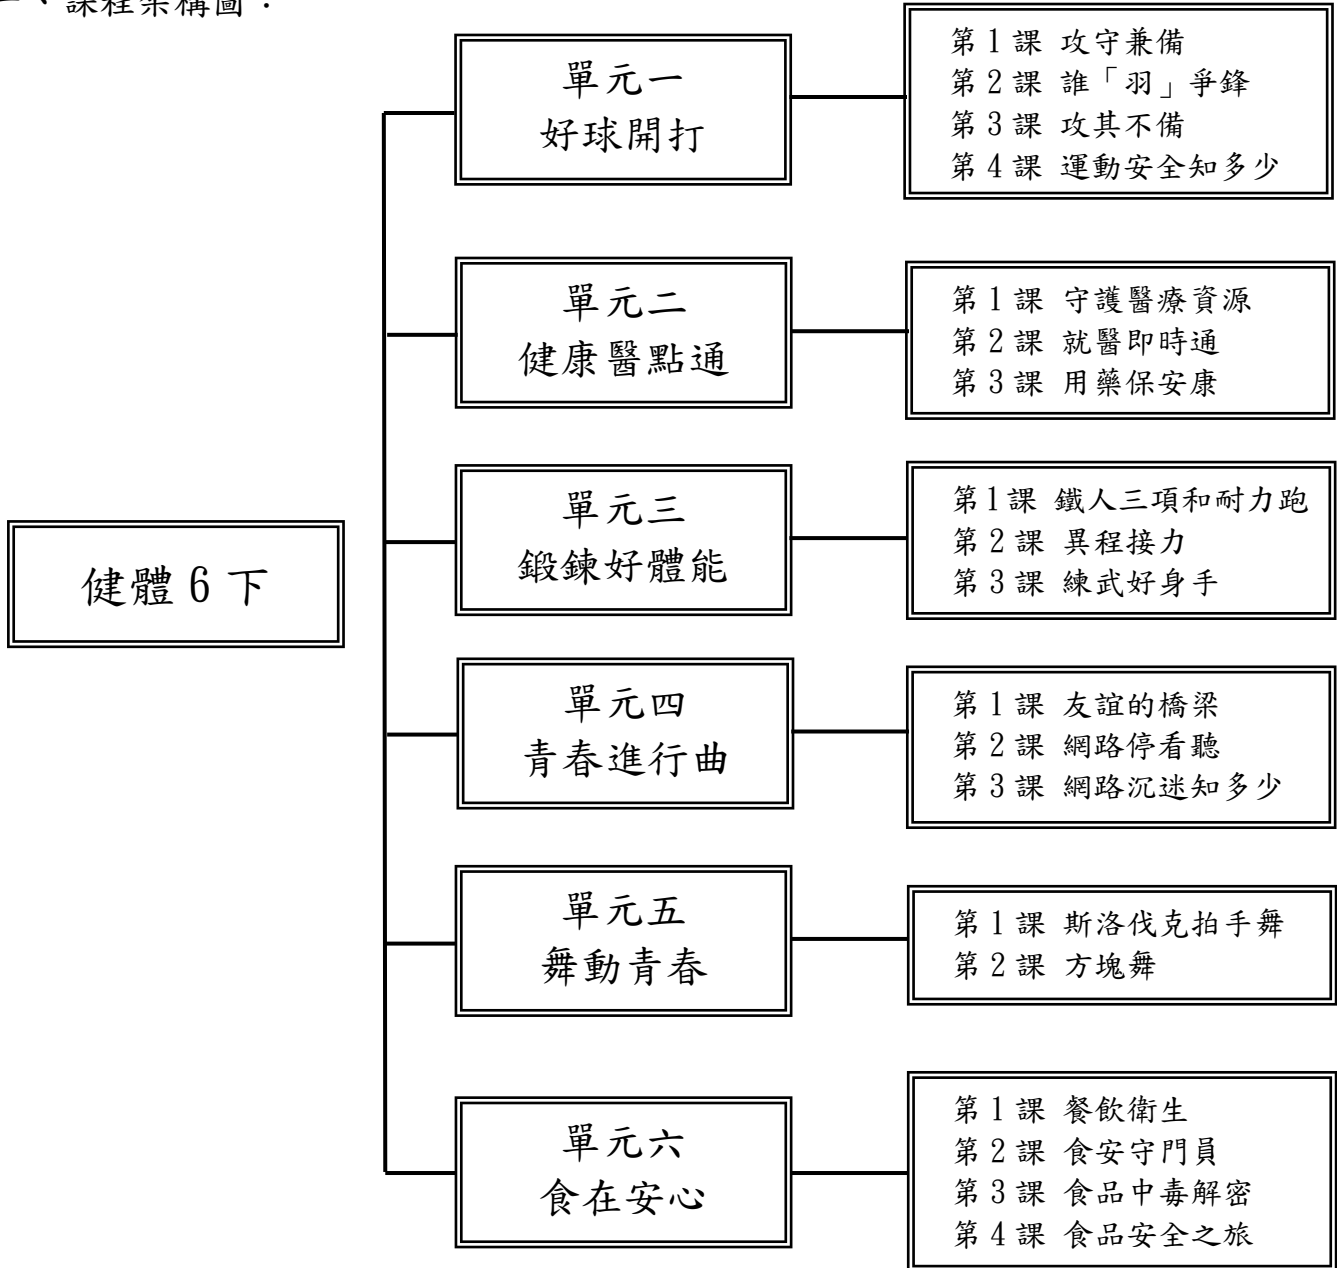 、課程架構圖：
健體6下
單元一
好球開打
第1課 攻守兼備
第2課 誰「羽」爭鋒
第3課 攻其不備
第4課 運動安全知多少
單元二
健康醫點通
第1課 守護醫療資源
第2課 就醫即時通
第3課 用藥保安康
單元三
鍛鍊好體能
第1課 鐵人三項和耐力跑
第2課 異程接力
第3課 練武好身手
單元四
青春進行曲
第1課 友誼的橋梁
第2課 網路停看聽
第3課 網路沉迷知多少
單元五
舞動青春
第1課 斯洛伐克拍手舞
第2課 方塊舞
單元六
食在安心
第1課 餐飲衛生
第2課 食安守門員
第3課 食品中毒解密
第4課 食品安全之旅